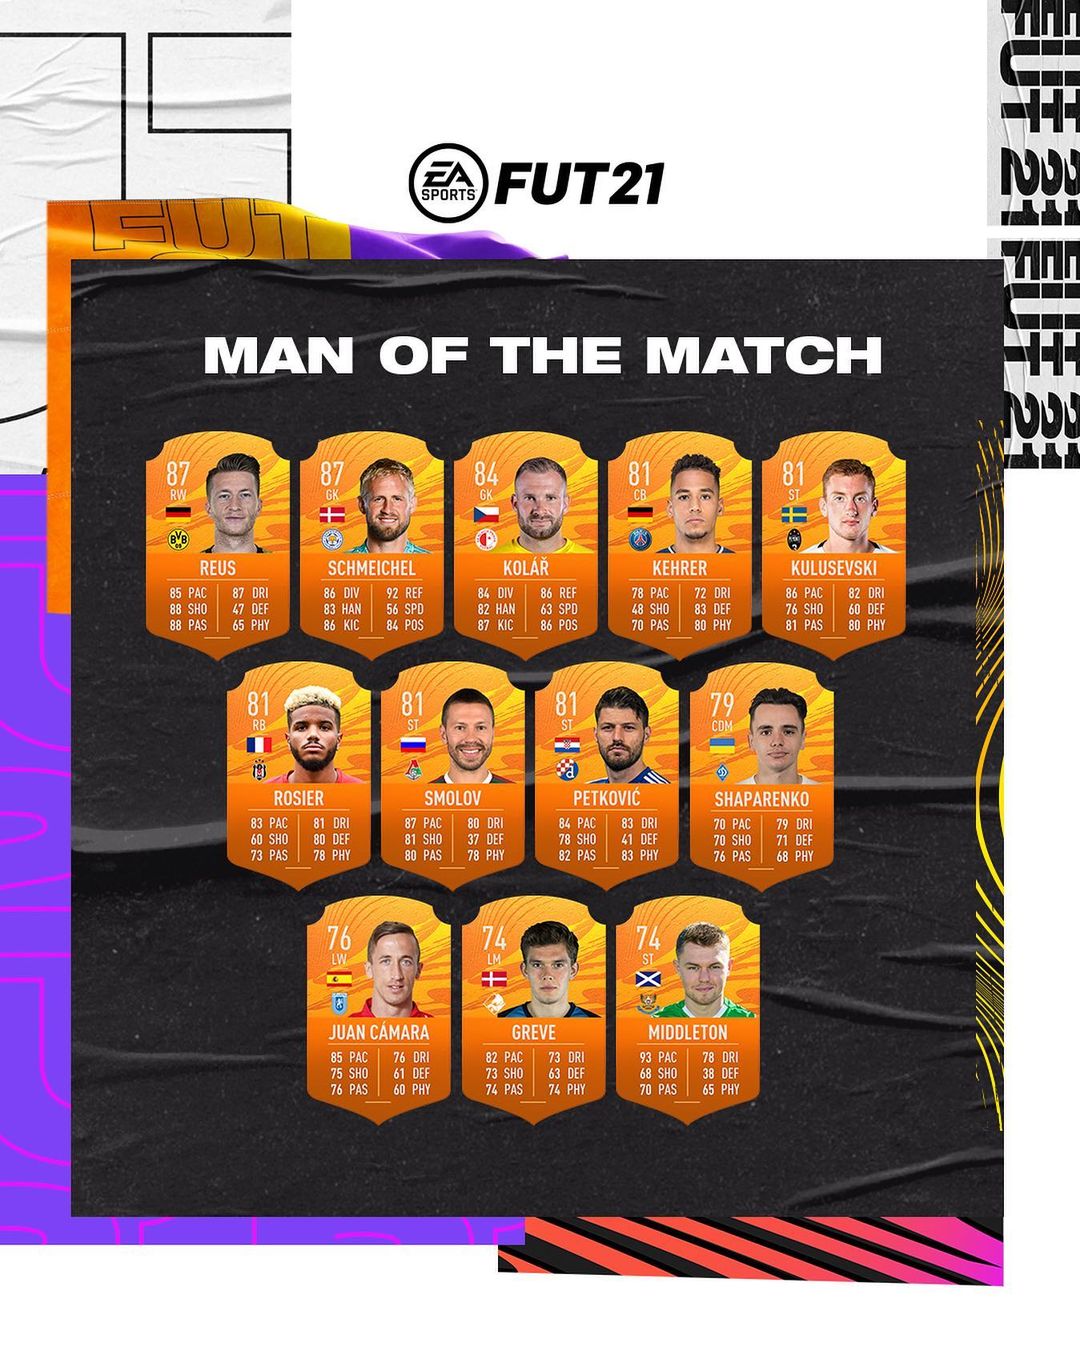 EA
SPORTS
FUT21
FUT
FUT 21
FUT 21
MAN OF THE MATCH
87
RW
BVB
09
REUS
85 PAC 87 DRI
88 SHO 47 DEF
88 PAS 65 PHY
87
GK
SCHMEICHEL
86 DIV 92 REF
83 HAN 56 SPD
86 KIC 84 POS
84
GK
KOLÁŘ
84 DIV 86 REF
82 HAN 63 SPD
87 KIC 86 POS
81
CB
KEHRER
78 PAC 72 DRI
48 SHO 83 DEF
70 PAS 80 PHY
81
ST
KULUSEVSKI
86 PAC 82 DRI
76 SHO 60 DEF
81 PAS 80 PHY
81
RB
ROSIER
83 PAC 81 DRI
60 SHO 80 DEF
73 PAS 78 PHY
81
ST
SMOLOV
87 PAC 80 DRI
81 SHO 37 DEF
80 PAS 78 PHY
81
ST
PETKOVIĆ
84 PAC 83 DRI
78 SHO 41 DEF
82 PAS 83 PHY
79
CDM
SHAPARENKO
70 PAC 79 DRI
70 SHO 71 DEF
76 PAS 68 PHY
76
LW
JUAN CÁMARA
85 PAC 76 DRI
75 SHO 61 DEF
76 PAS 60 PHY
74
LM
GREVE
82 PAC 73 DRI
73 SHO 63 DEF
74 PAS 74 PHY
74
ST
MIDDLETON
93 PAC 78 DRI
68 SHO 38 DEF
70 PAS 65 PHY